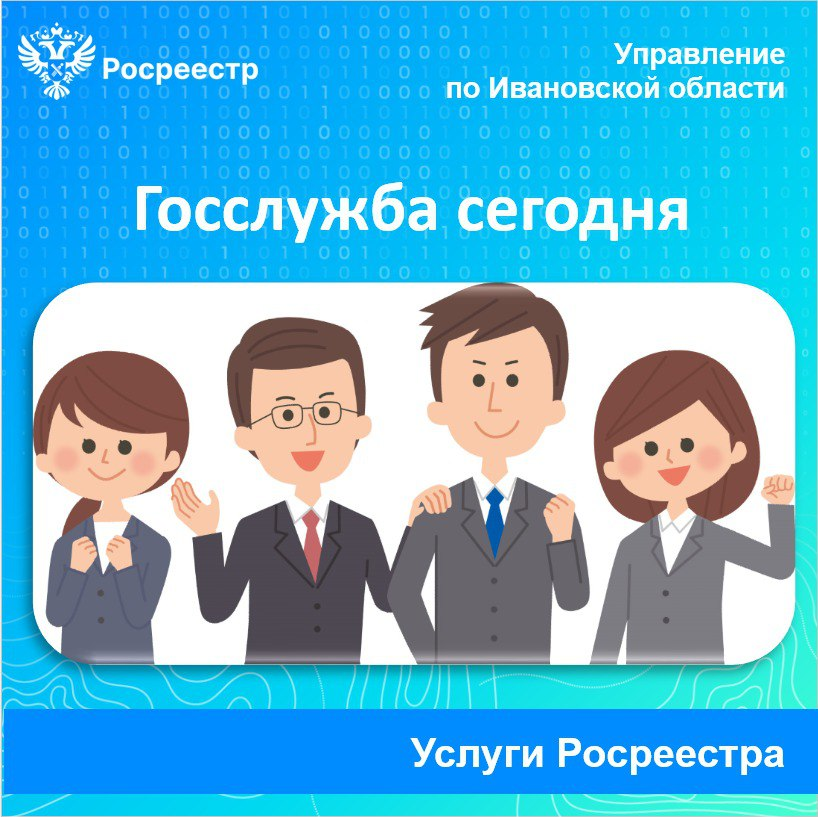 Росреестр
Управление
по Ивановской области
Госслужба сегодня
Услуги Росреестра